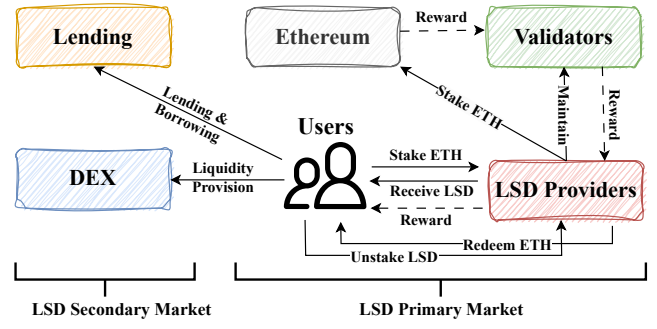 Lending
Ethereum
Reward
Validators
Lending &
Borrowing
Stake ETH
Maintain
Reward
Users
DEX
Liquidity
Provision
Stake ETH
Receive LSD
Reward
LSD Providers
Redeem ETH
Unstake LSD
LSD Secondary Market
LSD Primary Market